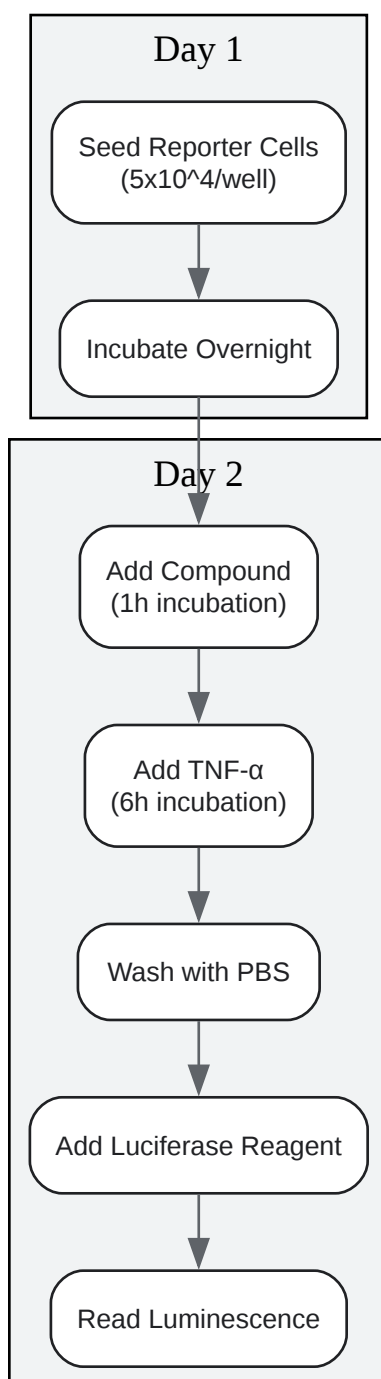 Day 1
Seed Reporter Cells
(5x10^4/well)
Incubate Overnight
Day 2
Add Compound
(1h incubation)
Add TNF-α
(6h incubation)
Wash with PBS
Add Luciferase Reagent
Read Luminescence